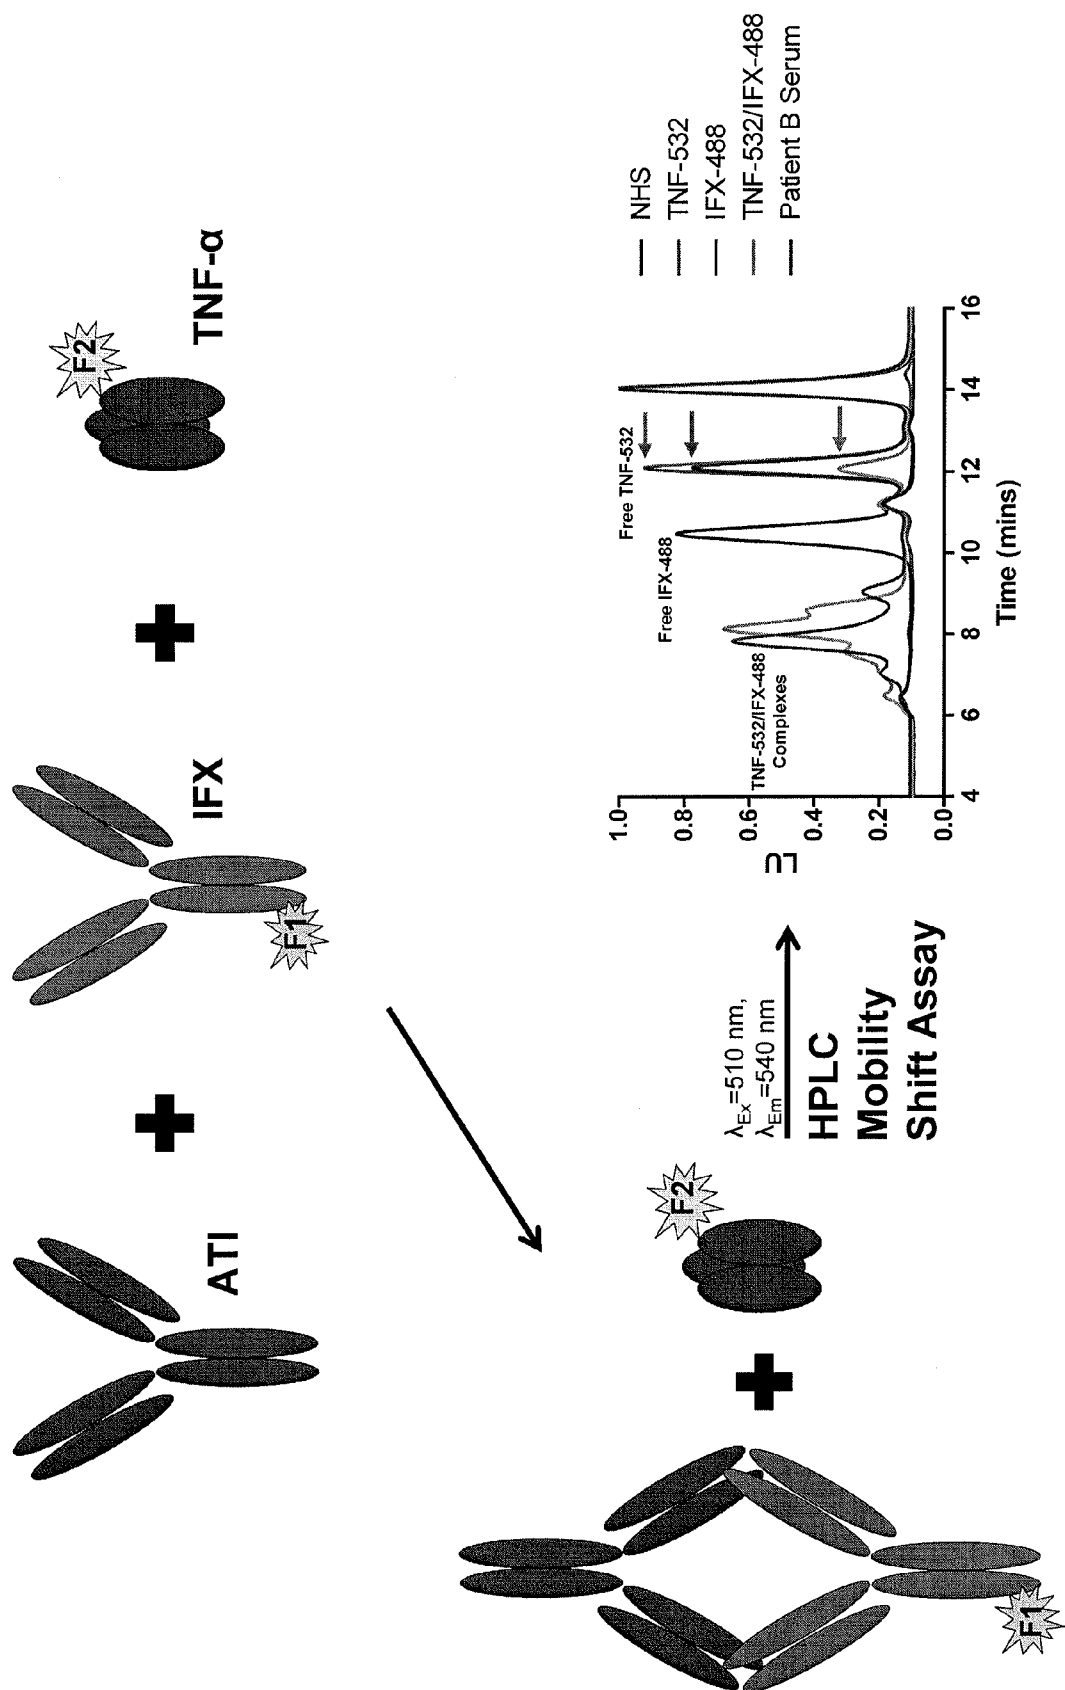 F2
F1
ATI
IFX
TNF-α
F1
F2
λEx=510 nm,
λEm=540 nm
HPLC
Mobility
Shift Assay
LU
1.0
0.8
0.6
0.4
0.2
0.0
4
6
8
10
12
14
16
Time (mins)
TNF-532/IFX-488
Complexes
Free IFX-488
Free TNF-532
NHS
TNF-532
IFX-488
TNF-532/IFX-488
Patient B Serum